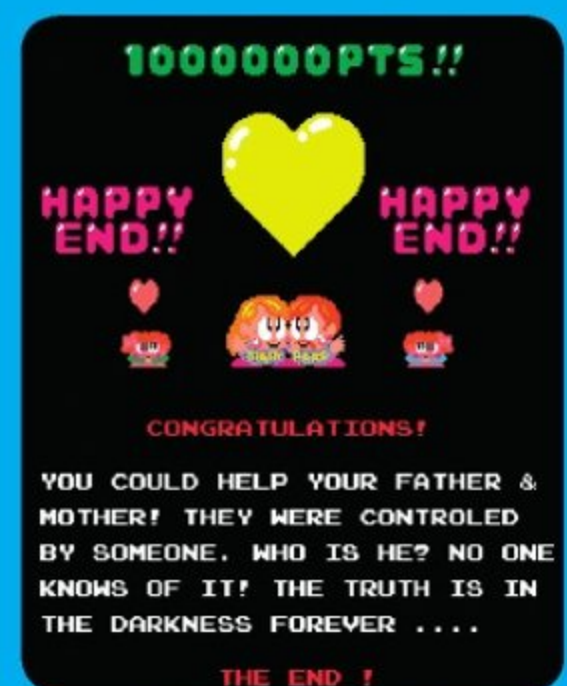 1000000PTS!!
HAPPY END!!
HAPPY END!!
CONGRATULATIONS!
YOU COULD HELP YOUR FATHER &
MOTHER! THEY WERE CONTROLED
BY SOMEONE. WHO IS HE? NO ONE
KNOWS OF IT! THE TRUTH IS IN
THE DARKNESS FOREVER ....
THE END !